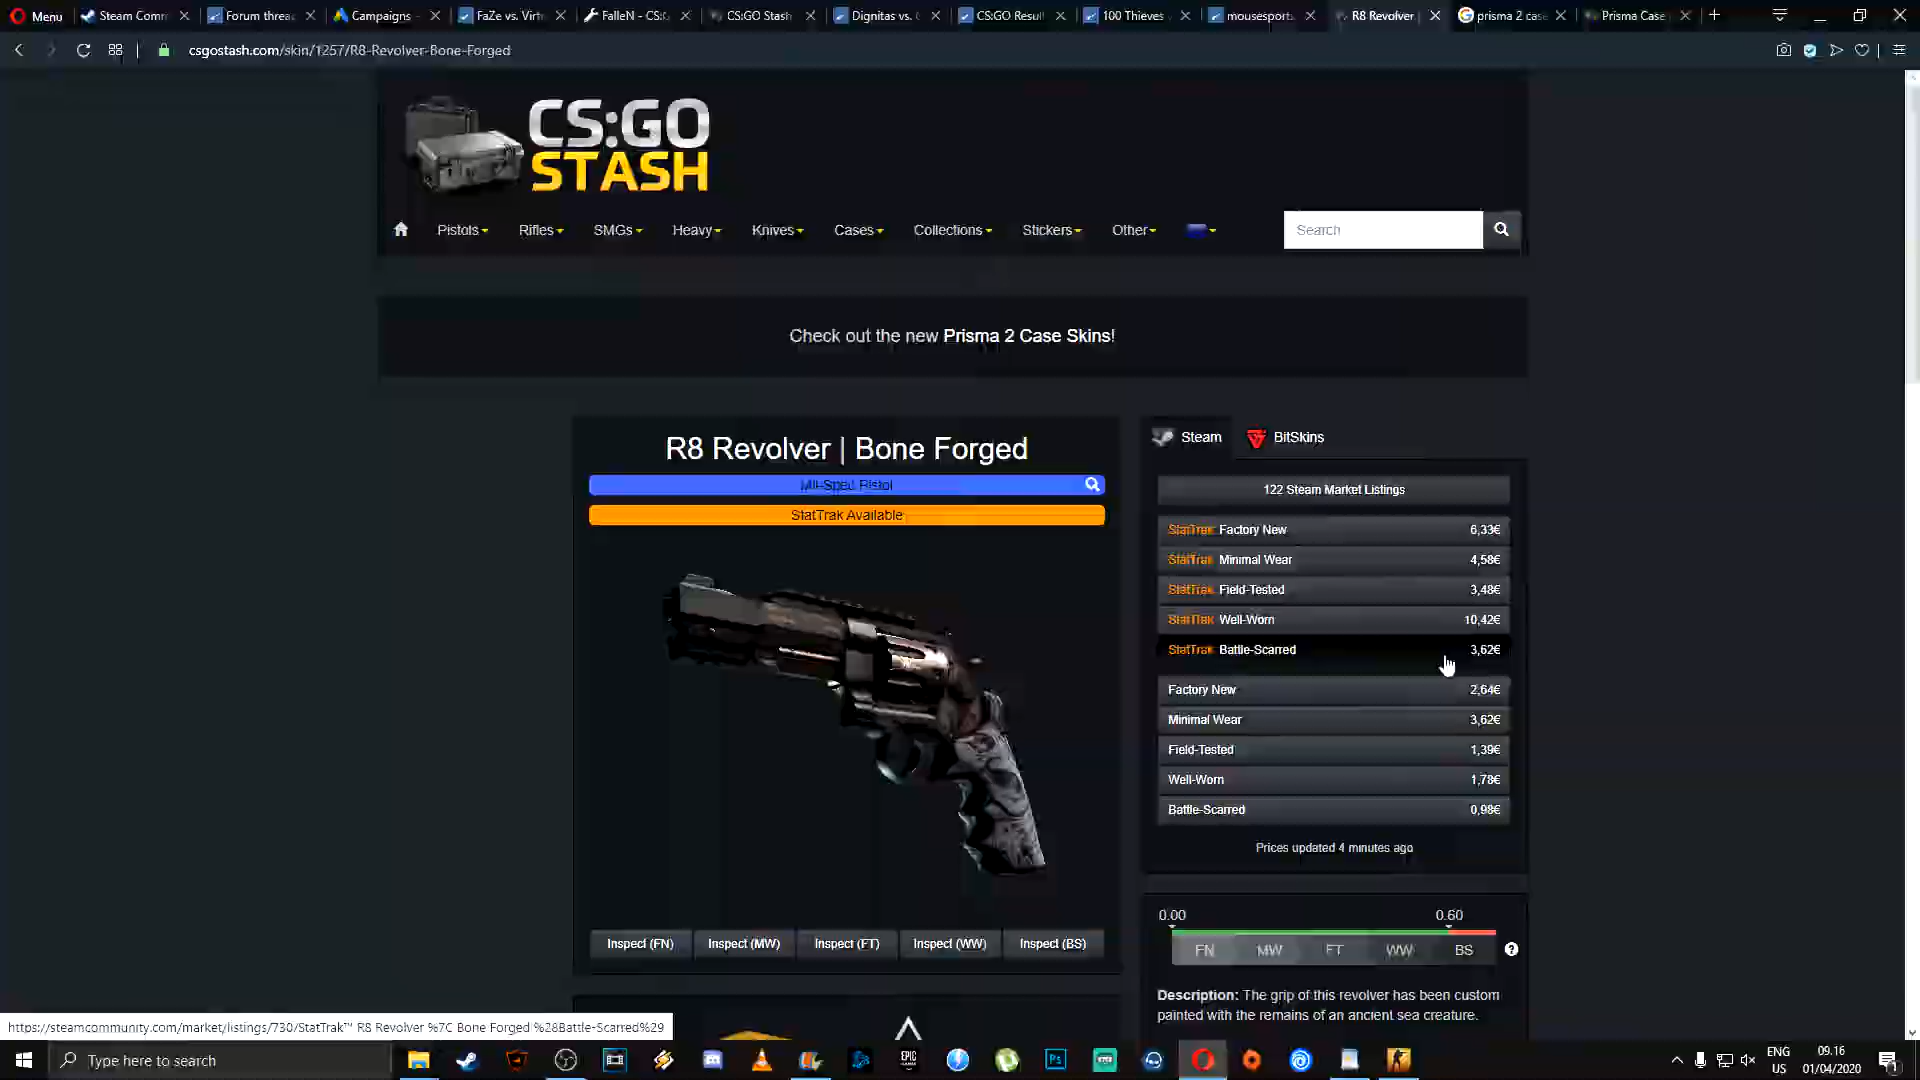 Menu
Steam Comm
Forum threa
Campaigns -
FaZe vs. Virt
FalleN - CS:G
CS:GO Stash
Dignitas vs. C
CS:GO Resul
100 Thieves
mousesports
R8 Revolver |
prisma 2 case
Prisma Case
csgostash.com/skin/1257/R8-Revolver-Bone-Forged
CS:GO
STASH
Pistols
Rifles
SMGs
Heavy
Knives
Cases
Collections
Stickers
Other
Search
Check out the new Prisma 2 Case Skins!
R8 Revolver | Bone Forged
Mil-Spec Pistol
StatTrak Available
Steam
BitSkins
122 Steam Market Listings
StatTrak Factory New 6,33€
StatTrak Minimal Wear 4,58€
StatTrak Field-Tested 3,48€
StatTrak Well-Worn 10,42€
StatTrak Battle-Scarred 3,62€
Factory New 2,64€
Minimal Wear 3,62€
Field-Tested 1,39€
Well-Worn 1,78€
Battle-Scarred 0,98€
Prices updated 4 minutes ago
Inspect (FN)
Inspect (MW)
Inspect (FT)
Inspect (WW)
Inspect (BS)
0.00 0.60
FN MW FT WW BS
Description: The grip of this revolver has been custom
painted with the remains of an ancient sea creature.
https://steamcommunity.com/market/listings/730/StatTrak™ R8 Revolver %7C Bone Forged %28Battle-Scarred%29
Type here to search
EPIC
GAMES
Ps
ENG
US
09.16
01/04/2020
1